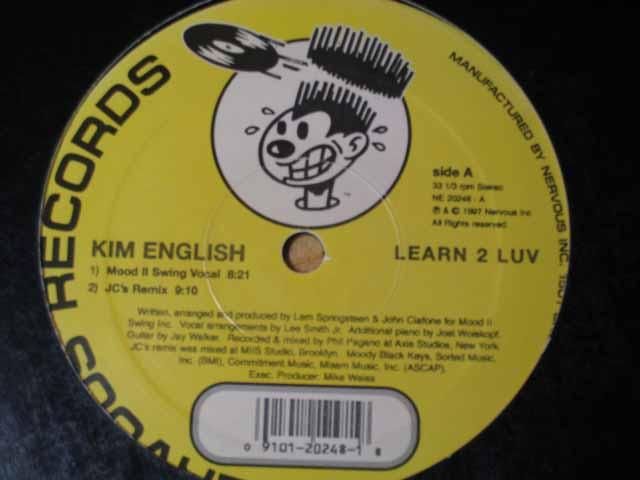 RECORDS
MANUFACTURED BY NERVOUS INC.
side A
33 1/3 rpm Stereo
NE 20248 - A
℗ & © 1997 Nervous Inc
All Rights reserved.
KIM ENGLISH
LEARN 2 LUV
1) Mood II Swing Vocal 8:21
2) JC's Remix 9:10
Written, arranged and produced by Lem Springsteen & John Ciafone for Mood II
Swing Inc. Vocal arrangements by Lee Smith Jr. Additional piano by Joel
Guitar by Jay Walker. Recorded & mixed by Phil Pagano at Axis Studios, New York.
JC's remix was mixed at MIIS Studio, Brooklyn. Moody Black Keys, Sorted Music,
Inc. (BMI), Commitment Music, Miaam Music, Inc. (ASCAP).
Exec. Producer: Mike Weiss
0 9101-20248-1 8